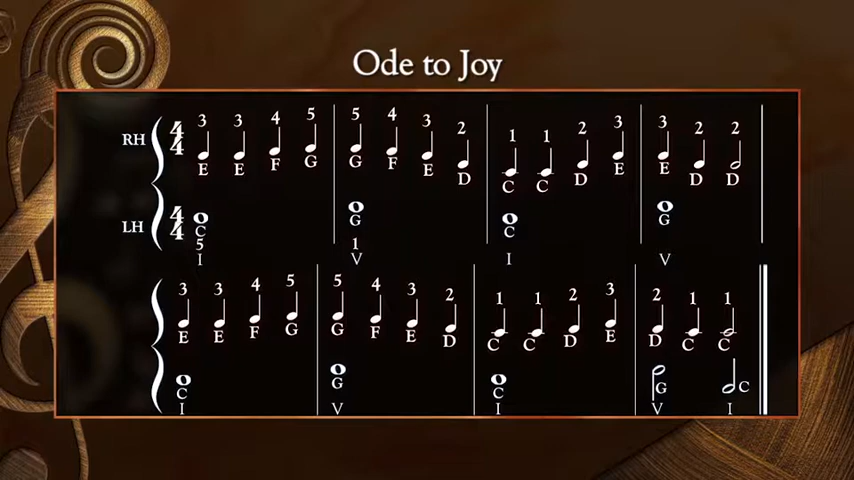 Ode to Joy
3 3 4 5 5 4 3 2 1 1 2 3 3 2 2
RH 4/4 E E F G G F E D C C D E E D D
LH 4/4 C G C G
5 1
I V I V
3 3 4 5 5 4 3 2 1 1 2 3 2 1 1
E E F G G F E D C C D E D C C
C G C G C
I V I V I